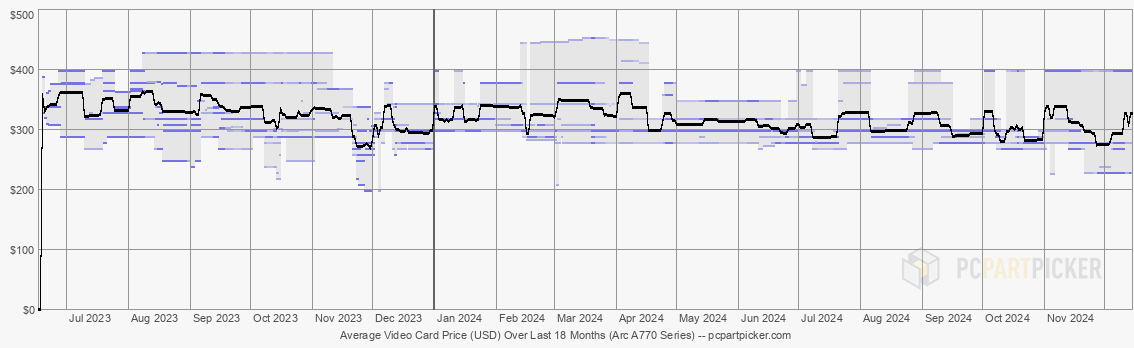 $500
$400
$300
$200
$100
$0
PCPARTPICKER
Jul 2023 Aug 2023 Sep 2023 Oct 2023 Nov 2023 Dec 2023 Jan 2024 Feb 2024 Mar 2024 Apr 2024 May 2024 Jun 2024 Jul 2024 Aug 2024 Sep 2024 Oct 2024 Nov 2024
Average Video Card Price (USD) Over Last 18 Months (Arc A770 Series) -- pcpartpicker.com